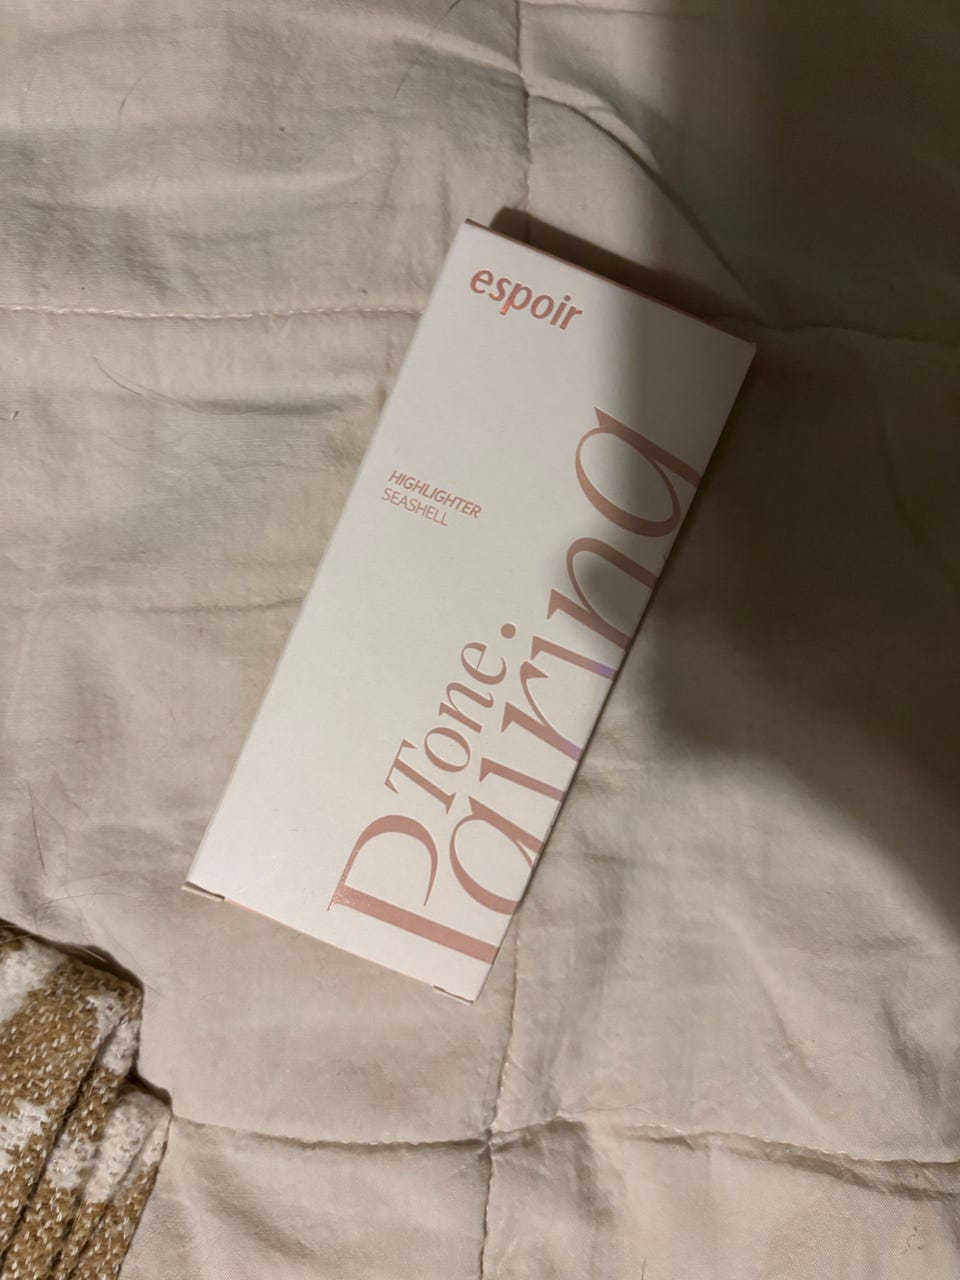 espoir
HIGHLIGHTER
SEASHELL
Tone.
Pairing